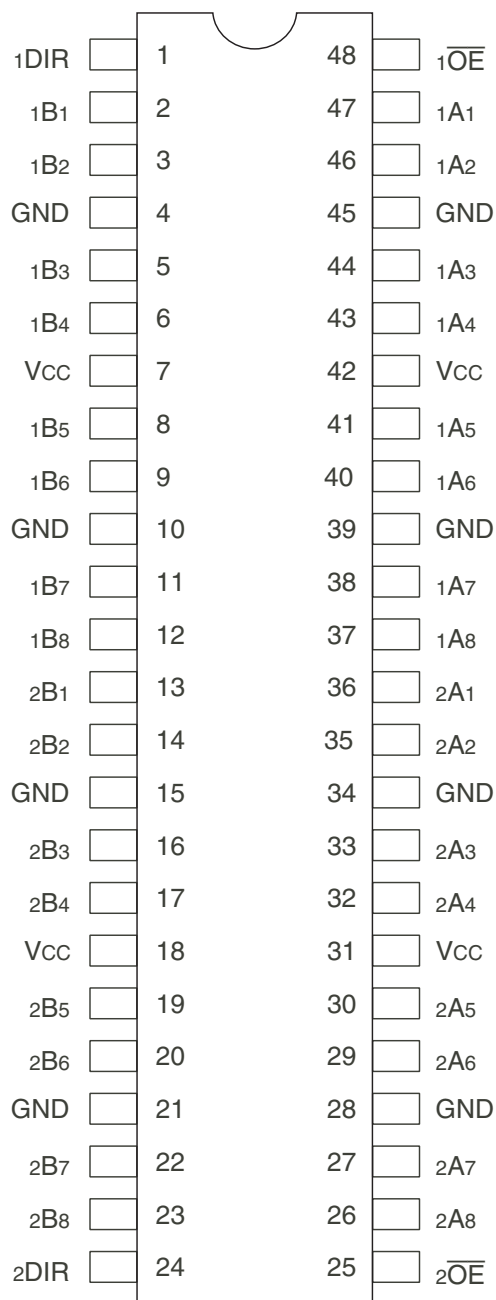 1DIR 1 48 1O̅E̅
1B1 2 47 1A1
1B2 3 46 1A2
GND 4 45 GND
1B3 5 44 1A3
1B4 6 43 1A4
VCC 7 42 VCC
1B5 8 41 1A5
1B6 9 40 1A6
GND 10 39 GND
1B7 11 38 1A7
1B8 12 37 1A8
2B1 13 36 2A1
2B2 14 35 2A2
GND 15 34 GND
2B3 16 33 2A3
2B4 17 32 2A4
VCC 18 31 VCC
2B5 19 30 2A5
2B6 20 29 2A6
GND 21 28 GND
2B7 22 27 2A7
2B8 23 26 2A8
2DIR 24 25 2O̅E̅